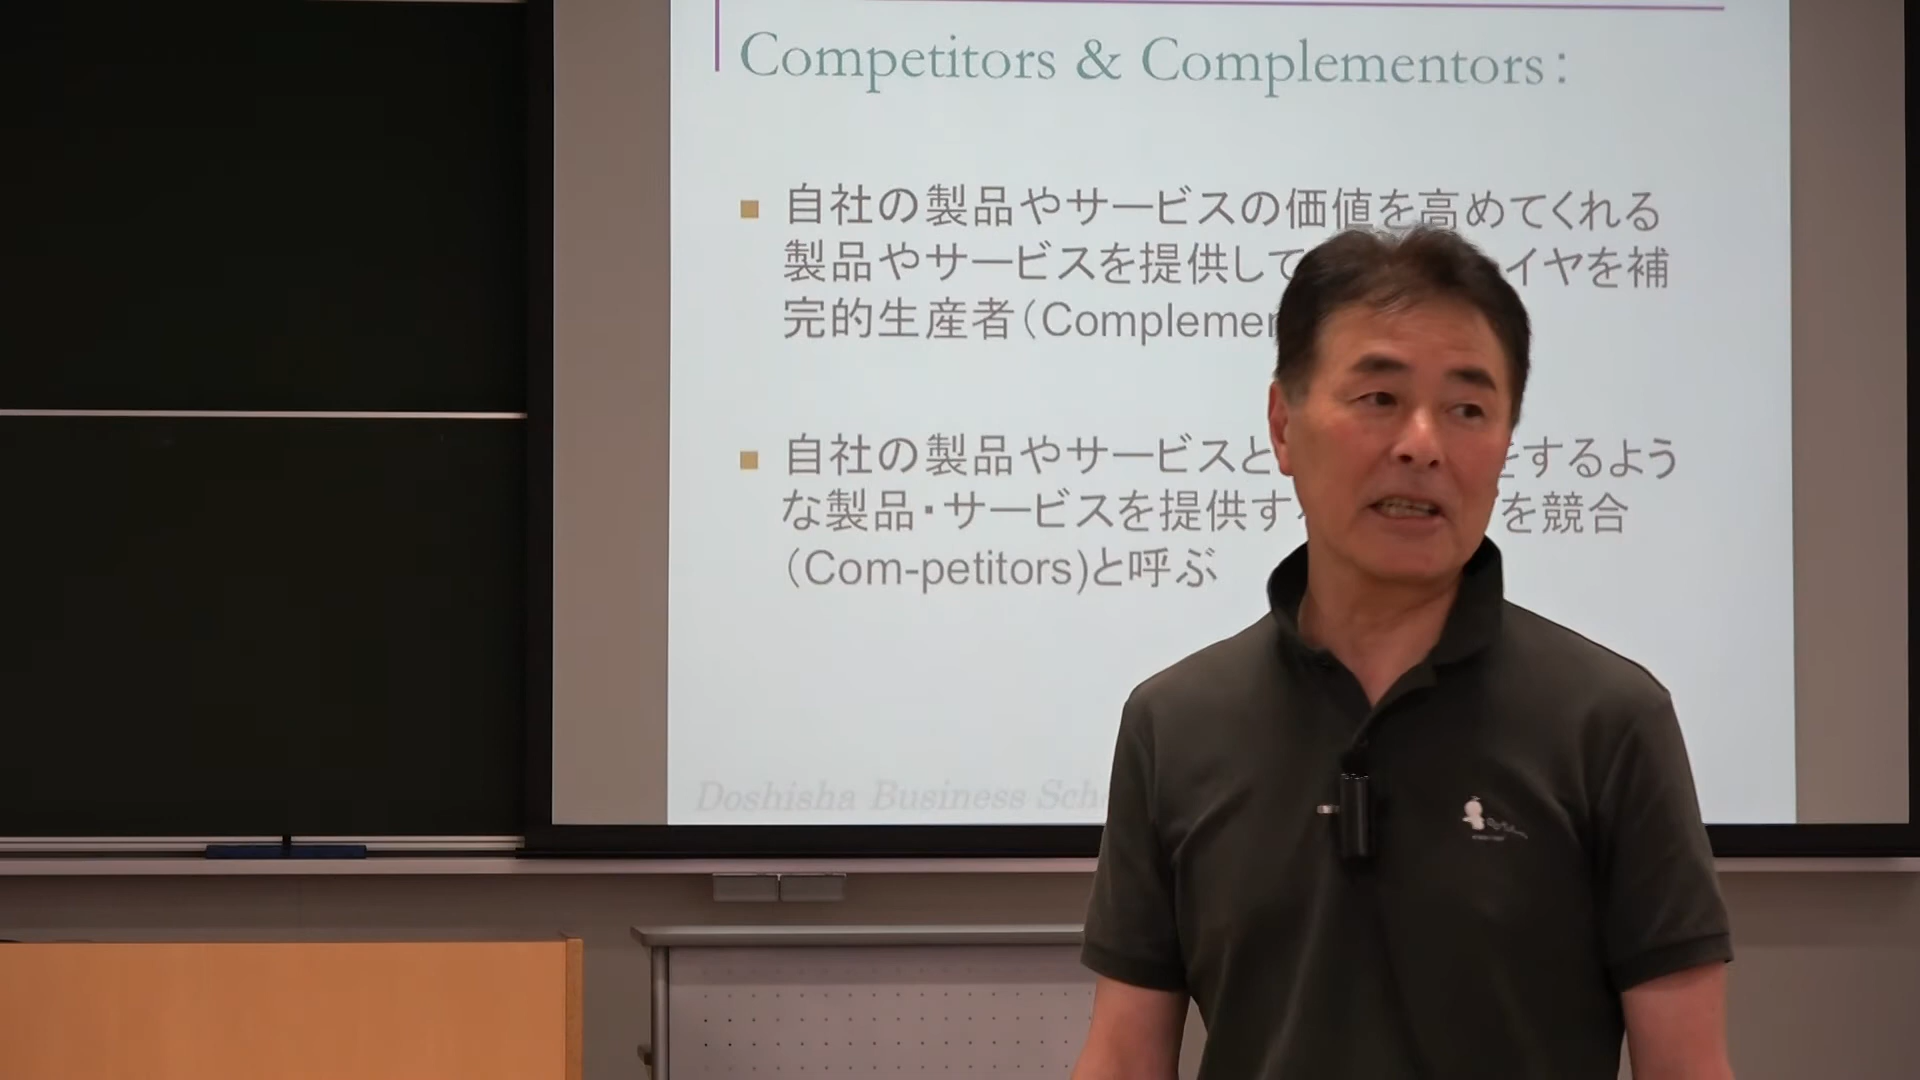 Competitors & Complementors：
自社の製品やサービスの価値を高めてくれる
製品やサービスを提供して イヤを補
完的生産者（Complemen
自社の製品やサービスと をするよう
な製品・サービスを提供す を競合
（Com-petitors)と呼ぶ
Doshisha Business Sch